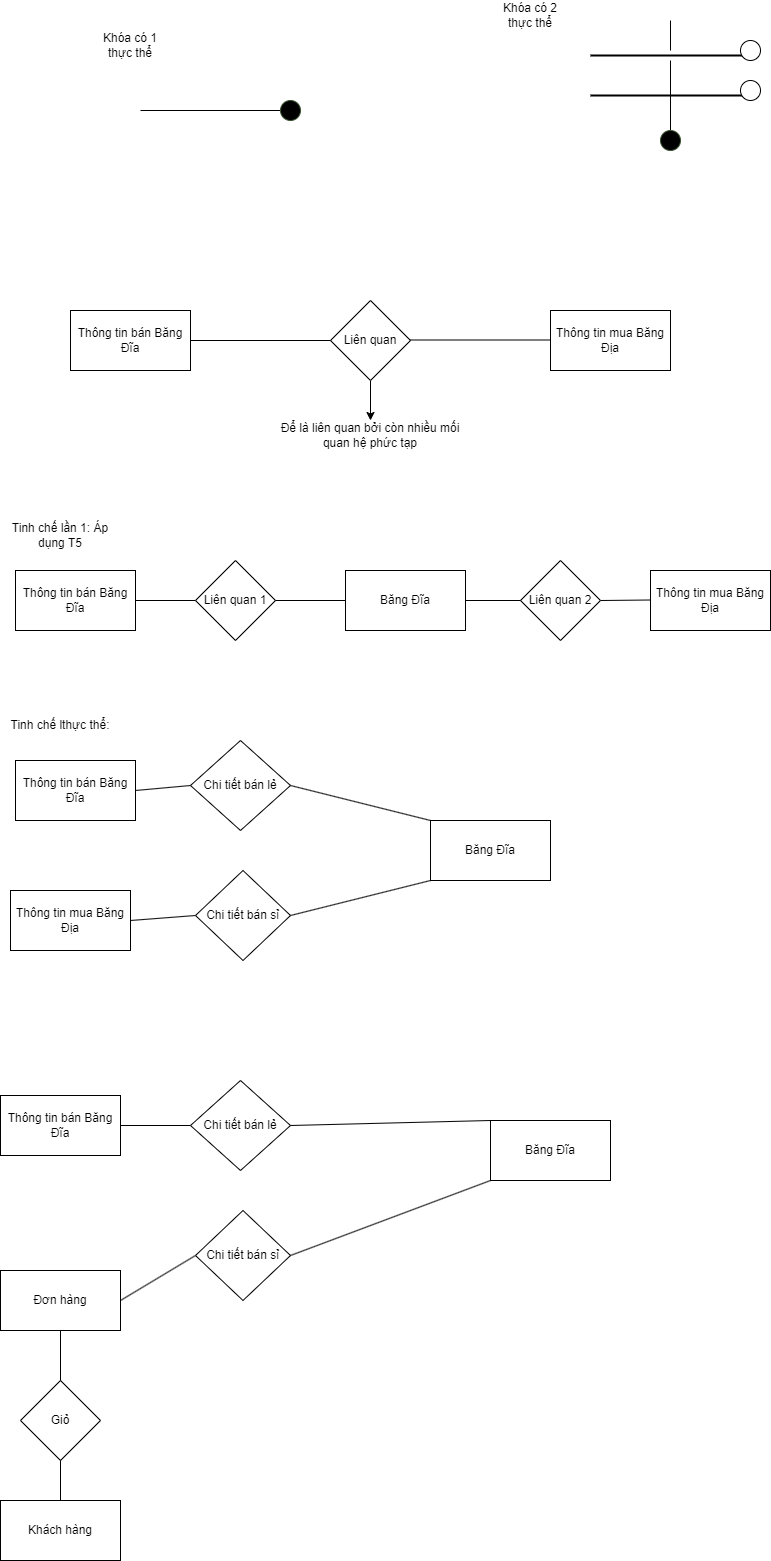 Khóa có 1
thực thể
Khóa có 2
thực thể
Thông tin bán Băng
Đĩa
Liên quan
Thông tin mua Băng
Địa
Để là liên quan bởi còn nhiều mối
quan hệ phức tạp
Tinh chế lần 1: Áp
dụng T5
Thông tin bán Băng
Đĩa
Liên quan 1
Băng Đĩa
Liên quan 2
Thông tin mua Băng
Địa
Tinh chế lthực thể:
Thông tin bán Băng
Đĩa
Chi tiết bán lẻ
Băng Đĩa
Thông tin mua Băng
Địa
Chi tiết bán sỉ
Thông tin bán Băng
Đĩa
Chi tiết bán lẻ
Băng Đĩa
Chi tiết bán sỉ
Đơn hàng
Giỏ
Khách hàng